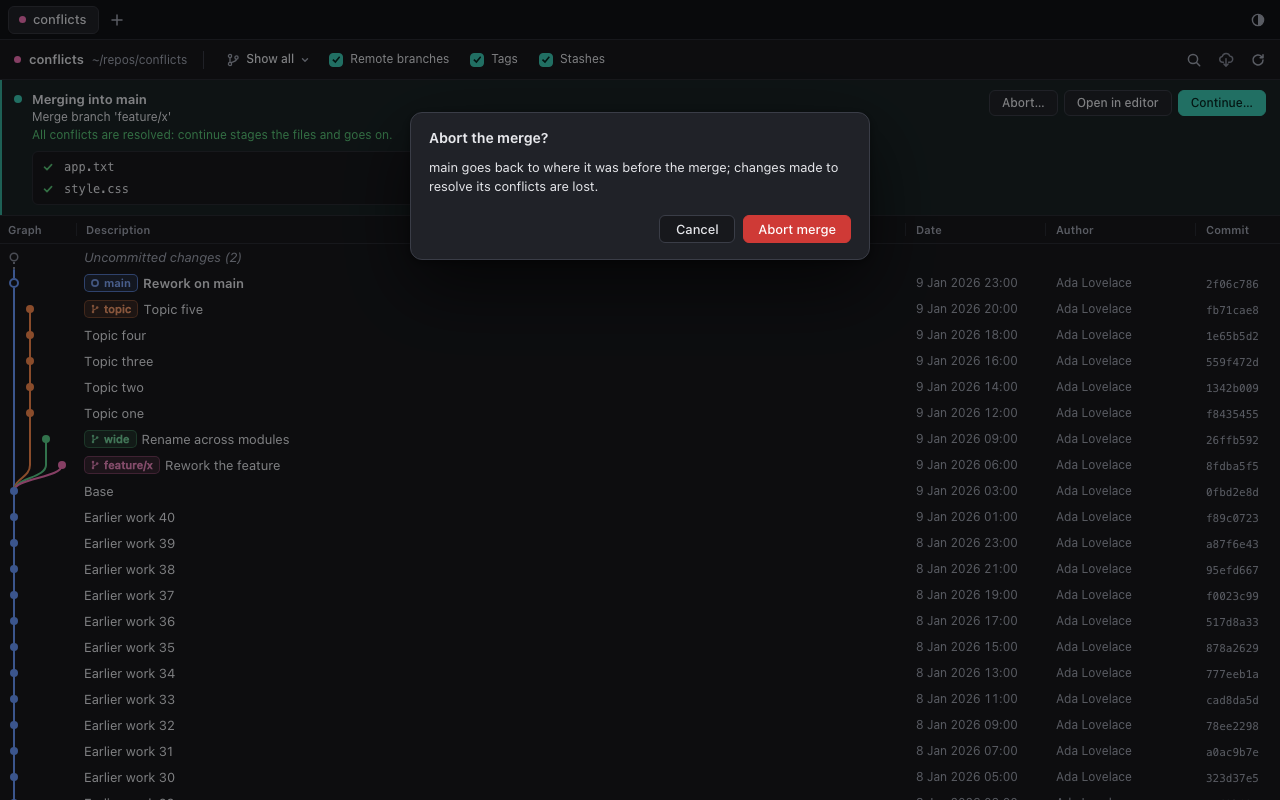 conflicts
conflicts ~/repos/conflicts Show all Remote branches Tags Stashes
Merging into main
Merge branch 'feature/x'
All conflicts are resolved: continue stages the files and goes on.
app.txt
style.css
Abort... Open in editor Continue...
Abort the merge?
main goes back to where it was before the merge; changes made to
resolve its conflicts are lost.
Cancel Abort merge
Graph Description Date Author Commit
Uncommitted changes (2)
main Rework on main 9 Jan 2026 23:00 Ada Lovelace 2f06c786
topic Topic five 9 Jan 2026 20:00 Ada Lovelace fb71cae8
Topic four 9 Jan 2026 18:00 Ada Lovelace 1e65b5d2
Topic three 9 Jan 2026 16:00 Ada Lovelace 559f472d
Topic two 9 Jan 2026 14:00 Ada Lovelace 1342b009
Topic one 9 Jan 2026 12:00 Ada Lovelace f8435455
wide Rename across modules 9 Jan 2026 09:00 Ada Lovelace 26ffb592
feature/x Rework the feature 9 Jan 2026 06:00 Ada Lovelace 8fdba5f5
Base 9 Jan 2026 03:00 Ada Lovelace 0fbd2e8d
Earlier work 40 9 Jan 2026 01:00 Ada Lovelace f89c0723
Earlier work 39 8 Jan 2026 23:00 Ada Lovelace a87f6e43
Earlier work 38 8 Jan 2026 21:00 Ada Lovelace 95efd667
Earlier work 37 8 Jan 2026 19:00 Ada Lovelace f0023c99
Earlier work 36 8 Jan 2026 17:00 Ada Lovelace 517d8a33
Earlier work 35 8 Jan 2026 15:00 Ada Lovelace 878a2629
Earlier work 34 8 Jan 2026 13:00 Ada Lovelace 777eeb1a
Earlier work 33 8 Jan 2026 11:00 Ada Lovelace cad8da5d
Earlier work 32 8 Jan 2026 09:00 Ada Lovelace 78ee2298
Earlier work 31 8 Jan 2026 07:00 Ada Lovelace a0ac9b7e
Earlier work 30 8 Jan 2026 05:00 Ada Lovelace 323d37e5